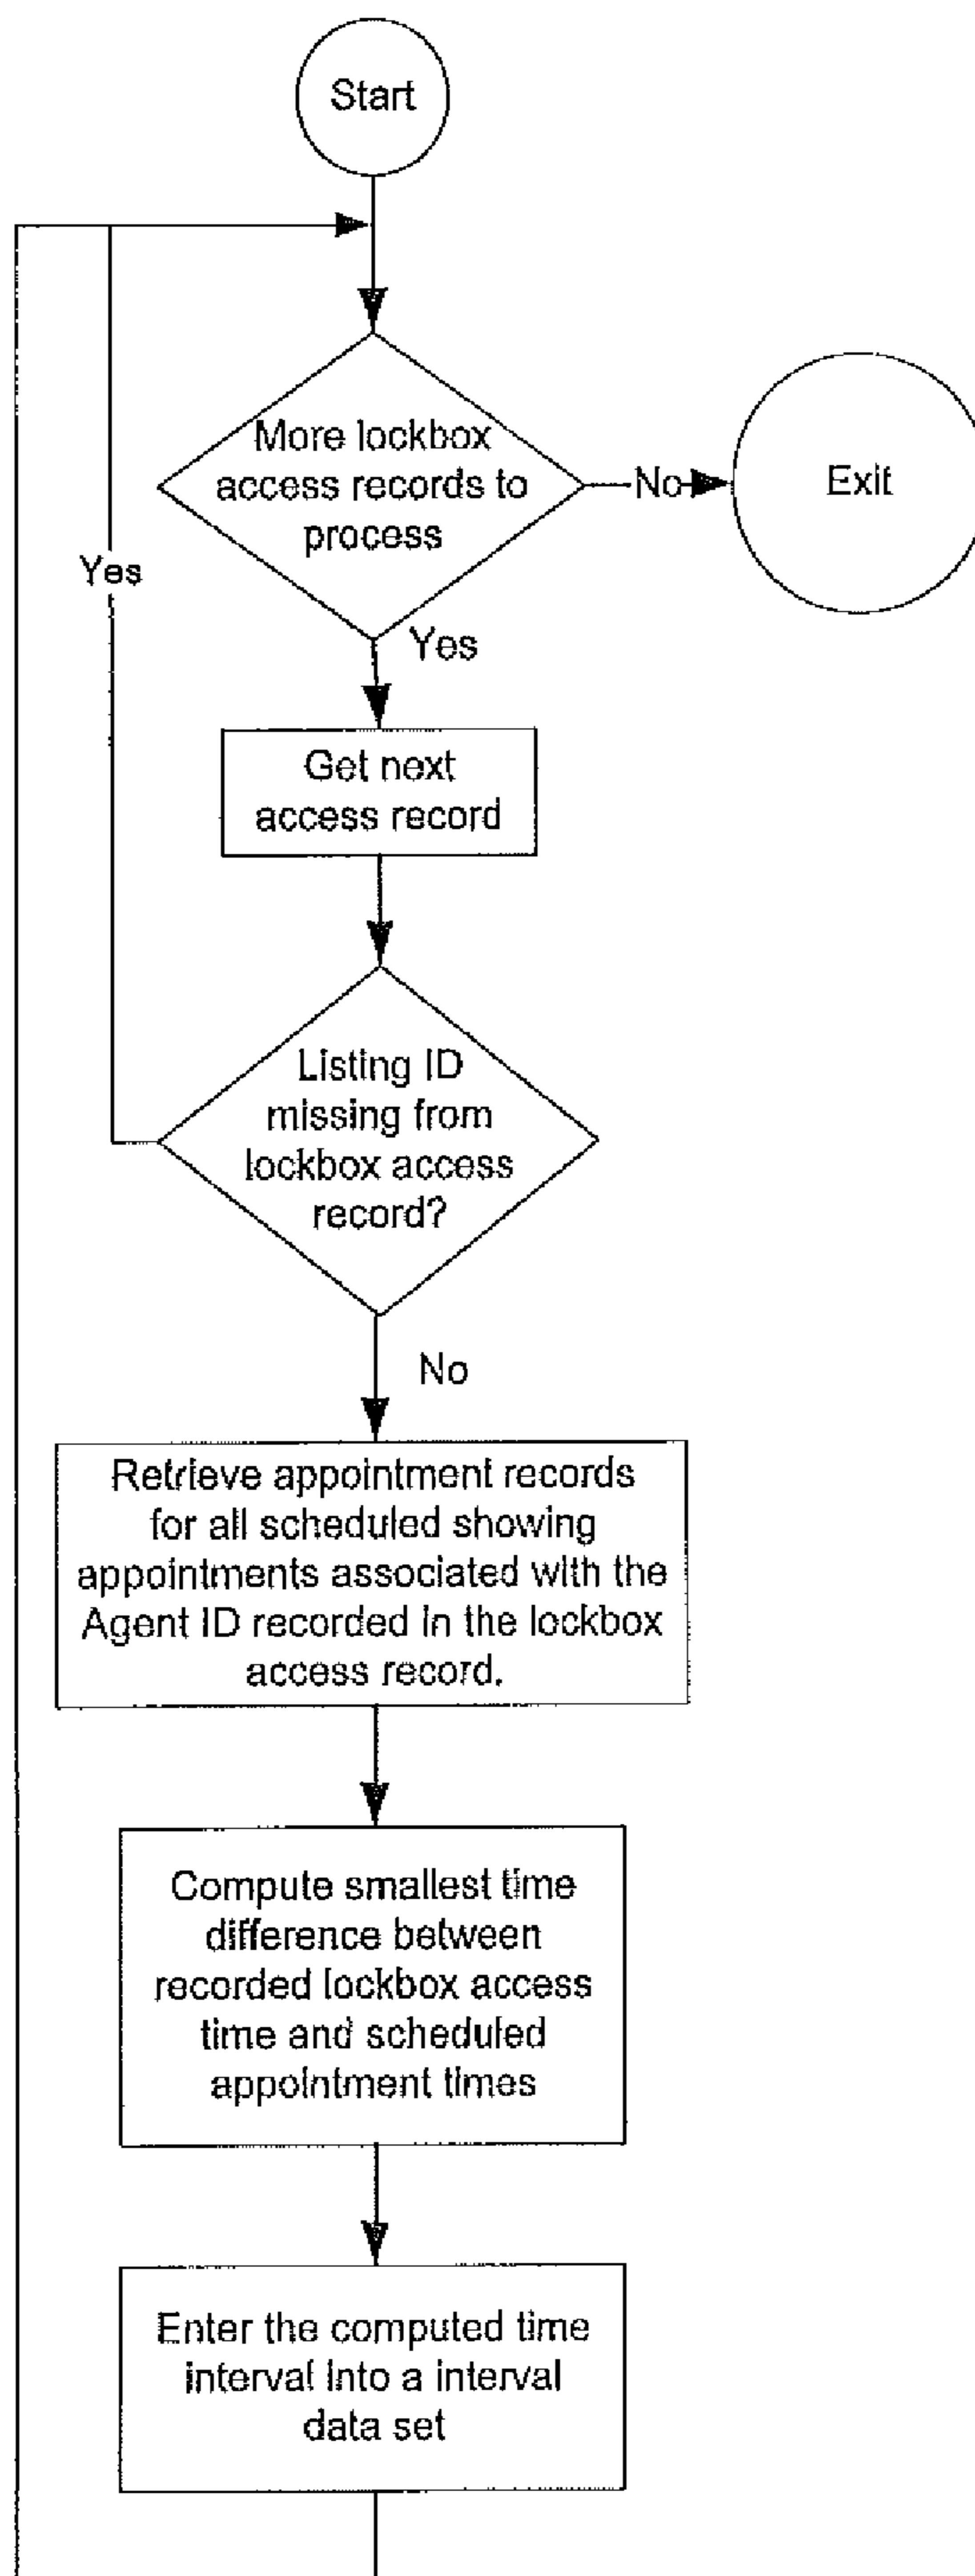 Start
More lockbox
access records to
process
No
Exit
Yes
Yes
Get next
access record
Listing ID
missing from
lockbox access
record?
No
Retrieve appointment records
for all scheduled showing
appointments associated with the
Agent ID recorded in the lockbox
access record.
Compute smallest time
difference between
recorded lockbox access
time and scheduled
appointment times
Enter the computed time
interval into a interval
data set